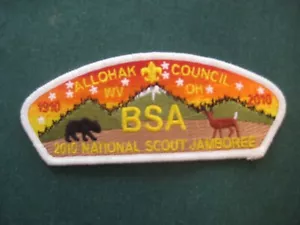 ALLOHAK COUNCIL
1910 WV OH 2010
BSA
2010 NATIONAL SCOUT JAMBOREE